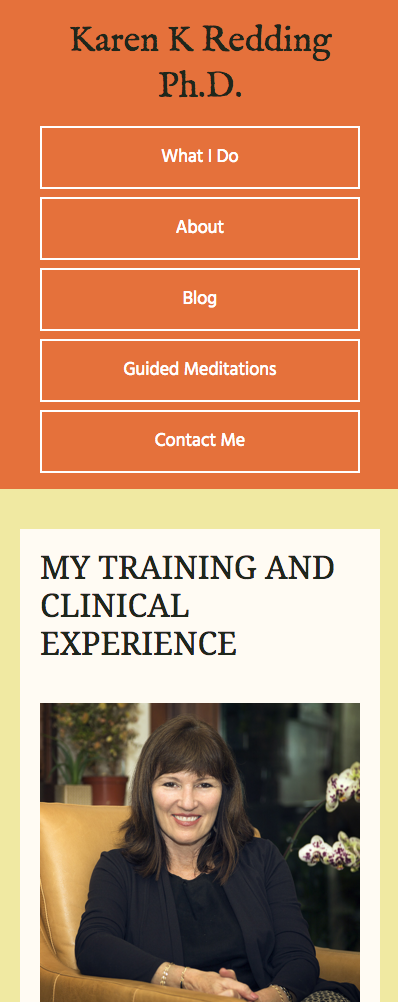 Karen K Redding
Ph.D.
What I Do
About
Blog
Guided Meditations
Contact Me
MY TRAINING AND
CLINICAL
EXPERIENCE